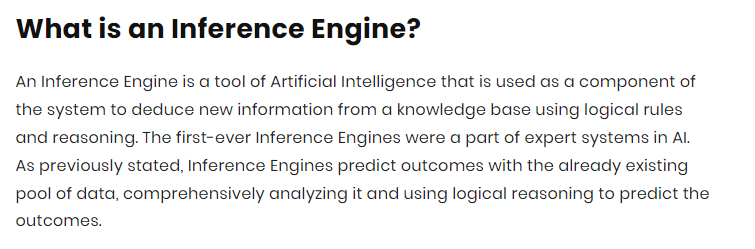 What is an Inference Engine?
An Inference Engine is a tool of Artificial Intelligence that is used as a component of
the system to deduce new information from a knowledge base using logical rules
and reasoning. The first-ever Inference Engines were a part of expert systems in AI.
As previously stated, Inference Engines predict outcomes with the already existing
pool of data, comprehensively analyzing it and using logical reasoning to predict the
outcomes.